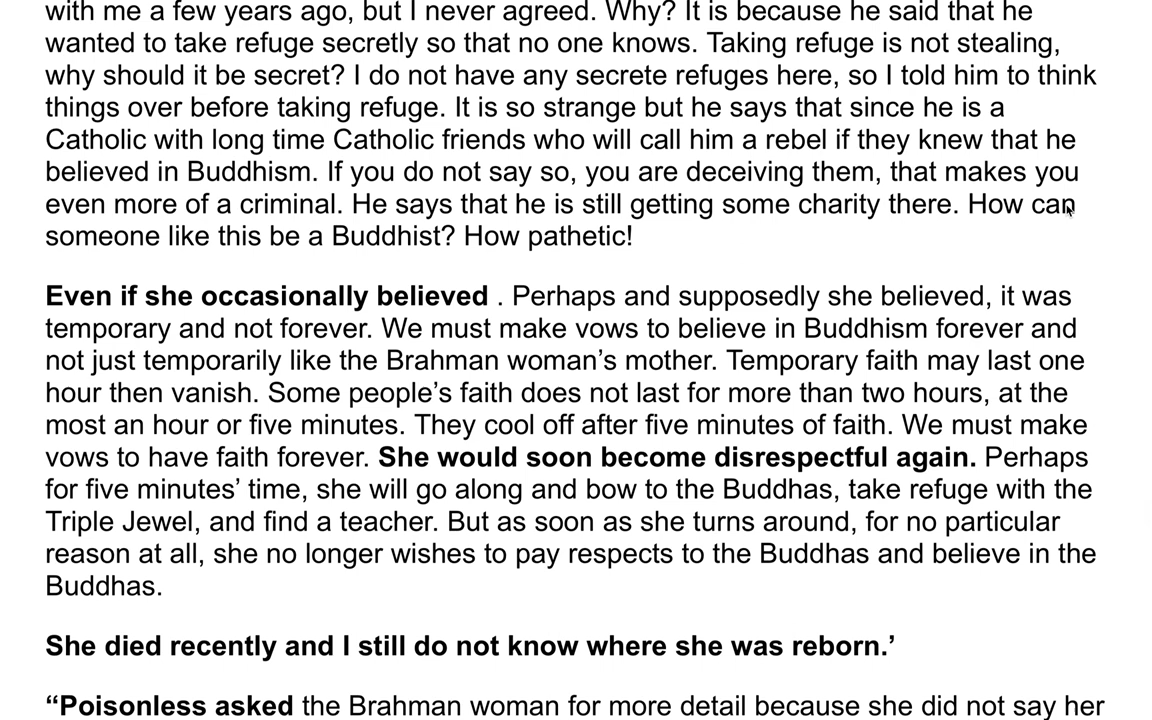 with me a few years ago, but I never agreed. Why? It is because he said that he
wanted to take refuge secretly so that no one knows. Taking refuge is not stealing,
why should it be secret? I do not have any secrete refuges here, so I told him to think
things over before taking refuge. It is so strange but he says that since he is a
Catholic with long time Catholic friends who will call him a rebel if they knew that he
believed in Buddhism. If you do not say so, you are deceiving them, that makes you
even more of a criminal. He says that he is still getting some charity there. How can
someone like this be a Buddhist? How pathetic!
Even if she occasionally believed . Perhaps and supposedly she believed, it was
temporary and not forever. We must make vows to believe in Buddhism forever and
not just temporarily like the Brahman woman’s mother. Temporary faith may last one
hour then vanish. Some people’s faith does not last for more than two hours, at the
most an hour or five minutes. They cool off after five minutes of faith. We must make
vows to have faith forever. She would soon become disrespectful again. Perhaps
for five minutes’ time, she will go along and bow to the Buddhas, take refuge with the
Triple Jewel, and find a teacher. But as soon as she turns around, for no particular
reason at all, she no longer wishes to pay respects to the Buddhas and believe in the
Buddhas.
She died recently and I still do not know where she was reborn.’
“Poisonless asked the Brahman woman for more detail because she did not say her